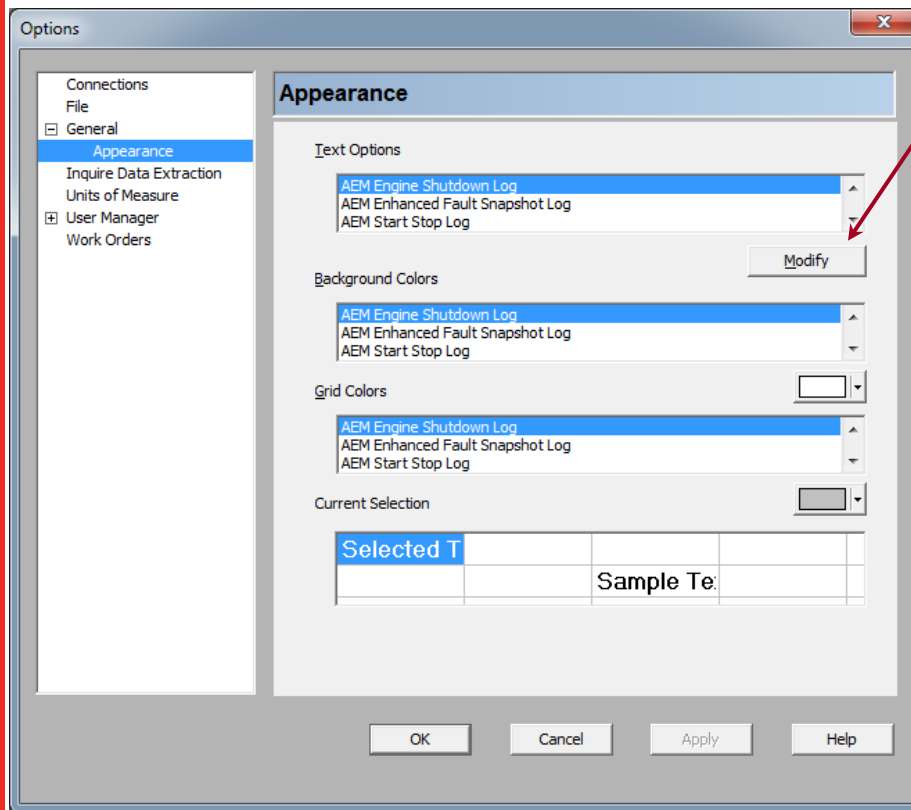 Options
Connections
File
General
Appearance
Inquire Data Extraction
Units of Measure
User Manager
Work Orders
Appearance
Text Options
AEM Engine Shutdown Log
AEM Enhanced Fault Snapshot Log
AEM Start Stop Log
Modify
Background Colors
AEM Engine Shutdown Log
AEM Enhanced Fault Snapshot Log
AEM Start Stop Log
Grid Colors
AEM Engine Shutdown Log
AEM Enhanced Fault Snapshot Log
AEM Start Stop Log
Current Selection
Selected T
Sample Te
OK
Cancel
Apply
Help